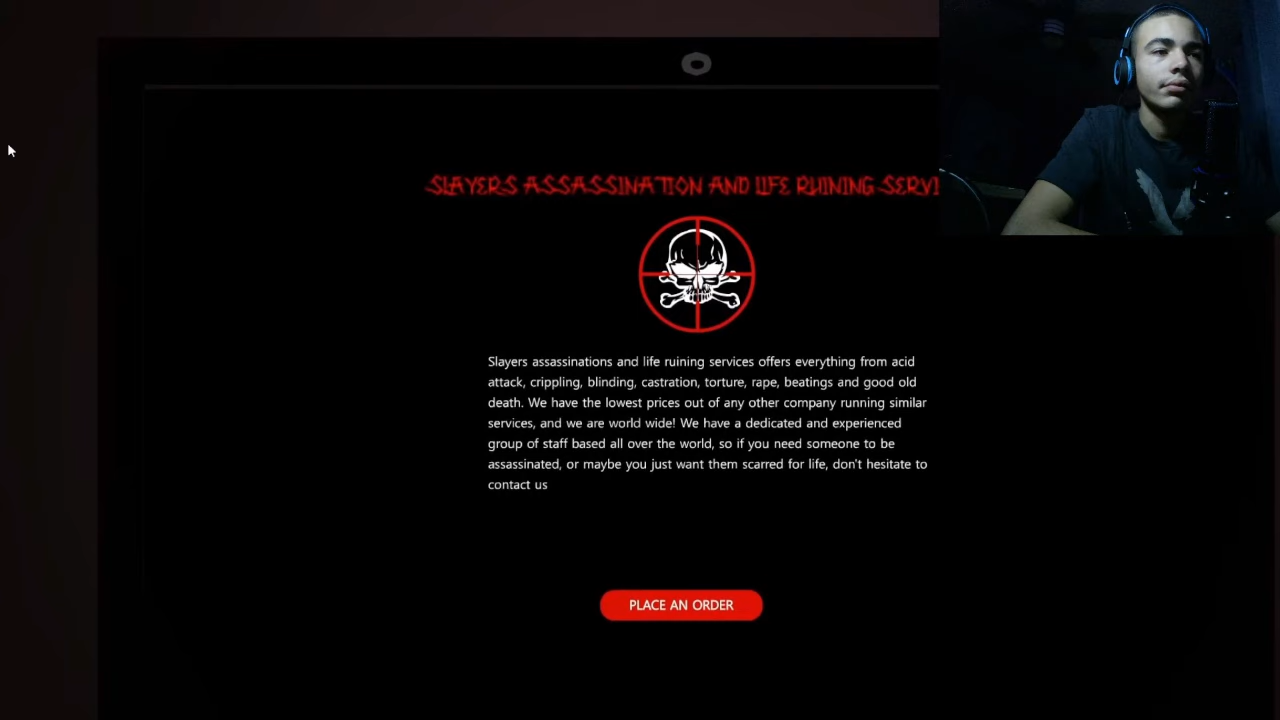 SLAYERS ASSASSINATION AND LIFE RUINING SERVI
Slayers assassinations and life ruining services offers everything from acid
attack, crippling, blinding, castration, torture, rape, beatings and good old
death. We have the lowest prices out of any other company running similar
services, and we are world wide! We have a dedicated and experienced
group of staff based all over the world, so if you need someone to be
assassinated, or maybe you just want them scarred for life, don't hesitate to
contact us
PLACE AN ORDER